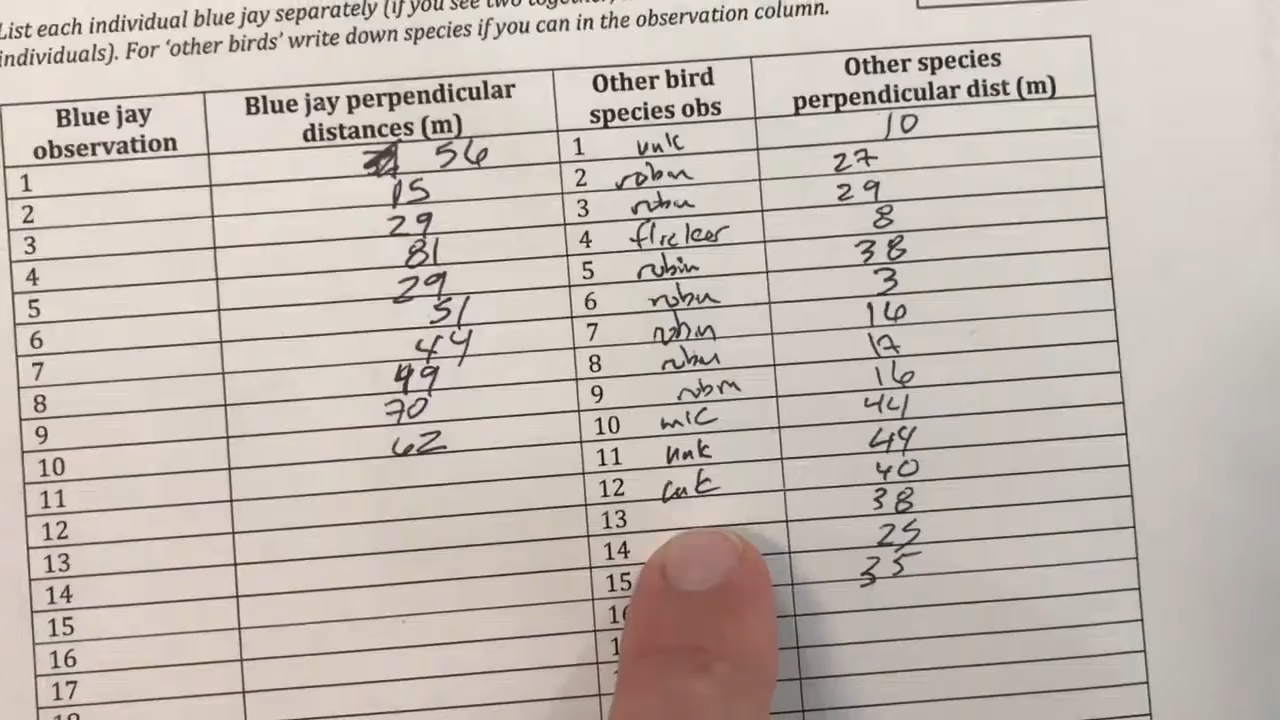 List each individual blue jay separately (if you see two together,
individuals). For ‘other birds’ write down species if you can in the observation column.
Blue jay observation | Blue jay perpendicular distances (m) | Other bird species obs | Other species perpendicular dist (m)
1 | 56 | 1 unk | 10
2 | 15 | 2 robin | 27
3 | 29 | 3 robin | 29
4 | 81 | 4 flicker | 8
5 | 29 | 5 robin | 38
6 | 51 | 6 robin | 3
7 | 44 | 7 robin | 16
8 | 49 | 8 robin | 17
9 | 70 | 9 robin | 16
10 | 62 | 10 | 44
11 | 11 unk | 49
12 | 12 unk | 40
13 | 13 | 38
14 | 14 | 25
15 | 15 | 35
16
17